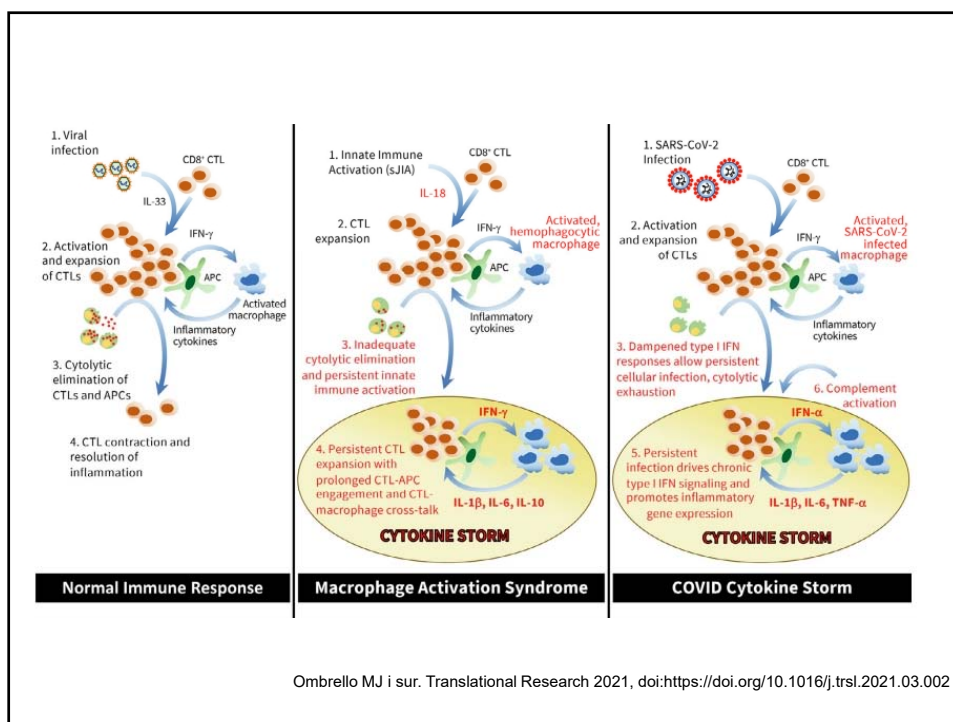 1. Viral
infection
CD8⁺ CTL
IL-33
2. Activation
and expansion
of CTLs
IFN-γ
APC
Activated
macrophage
Inflammatory
cytokines
3. Cytolytic
elimination of
CTLs and APCs
4. CTL contraction and
resolution of
inflammation
Normal Immune Response
1. Innate Immune
Activation (sJIA)
CD8⁺ CTL
IL-18
2. CTL
expansion
IFN-γ
Activated,
hemophagocytic
macrophage
APC
Inflammatory
cytokines
3. Inadequate
cytolytic elimination
and persistent innate
immune activation
IFN-γ
4. Persistent CTL
expansion with
prolonged CTL-APC
engagement and CTL-
macrophage cross-talk
IL-1β, IL-6, IL-10
CYTOKINE STORM
Macrophage Activation Syndrome
1. SARS-CoV-2
Infection
CD8⁺ CTL
2. Activation
and expansion
of CTLs
IFN-γ
Activated,
SARS-CoV-2
infected
macrophage
APC
Inflammatory
cytokines
3. Dampened type I IFN
responses allow persistent
cellular infection, cytolytic
exhaustion
6. Complement
activation
IFN-α
5. Persistent
infection drives chronic
type I IFN signaling and
promotes inflammatory
gene expression
IL-1β, IL-6, TNF-α
CYTOKINE STORM
COVID Cytokine Storm
Ombrello MJ i sur. Translational Research 2021, doi:https://doi.org/10.1016/j.trsl.2021.03.002